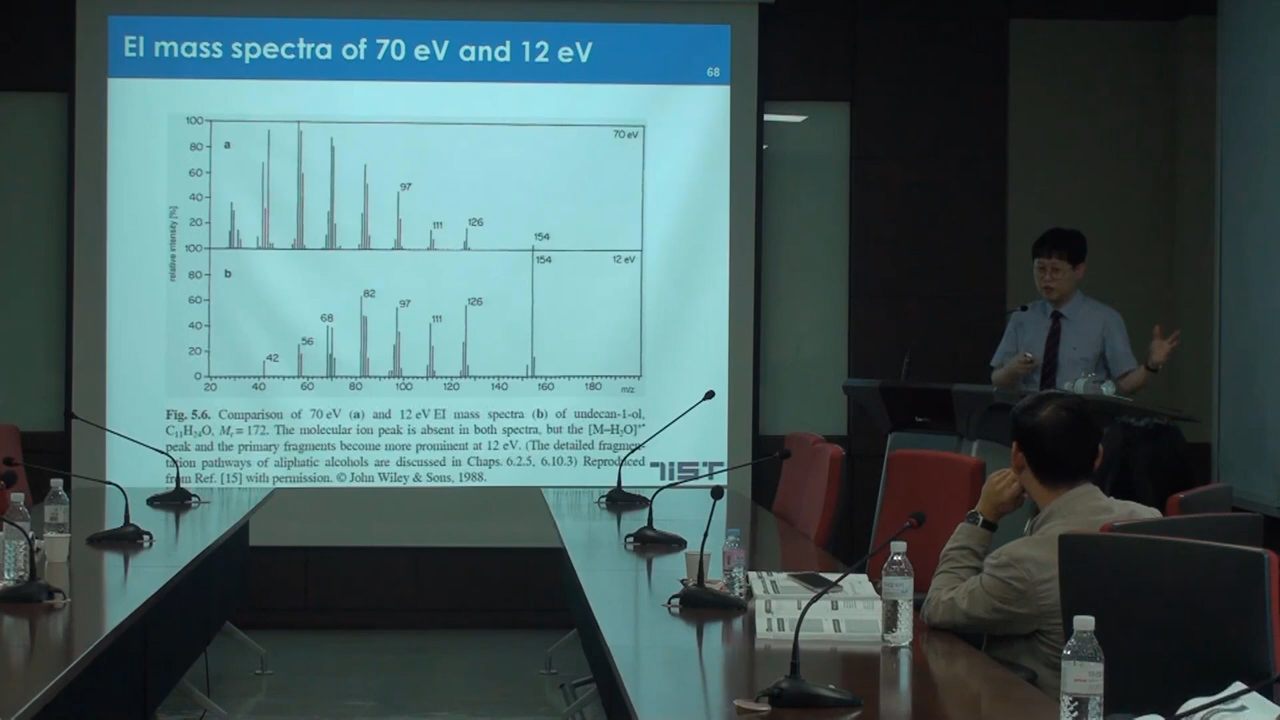 EI mass spectra of 70 eV and 12 eV
68
100
80
60
40
20
100
80
60
40
20
0
relative intensity [%]
a
97
111
126
154
70 eV
b
42
56
68
82
97
111
126
154
12 eV
20 40 60 80 100 120 140 160 180 m/z
Fig. 5.6. Comparison of 70 eV (a) and 12 eV EI mass spectra (b) of undecan-1-ol,
C₁₁H₂₄O, Mᵣ = 172. The molecular ion peak is absent in both spectra, but the [M–H₂O]⁺•
peak and the primary fragments become more prominent at 12 eV. (The detailed fragmen-
tation pathways of aliphatic alcohols are discussed in Chaps. 6.2.5, 6.10.3) Reproduced
from Ref. [15] with permission. © John Wiley & Sons, 1988.